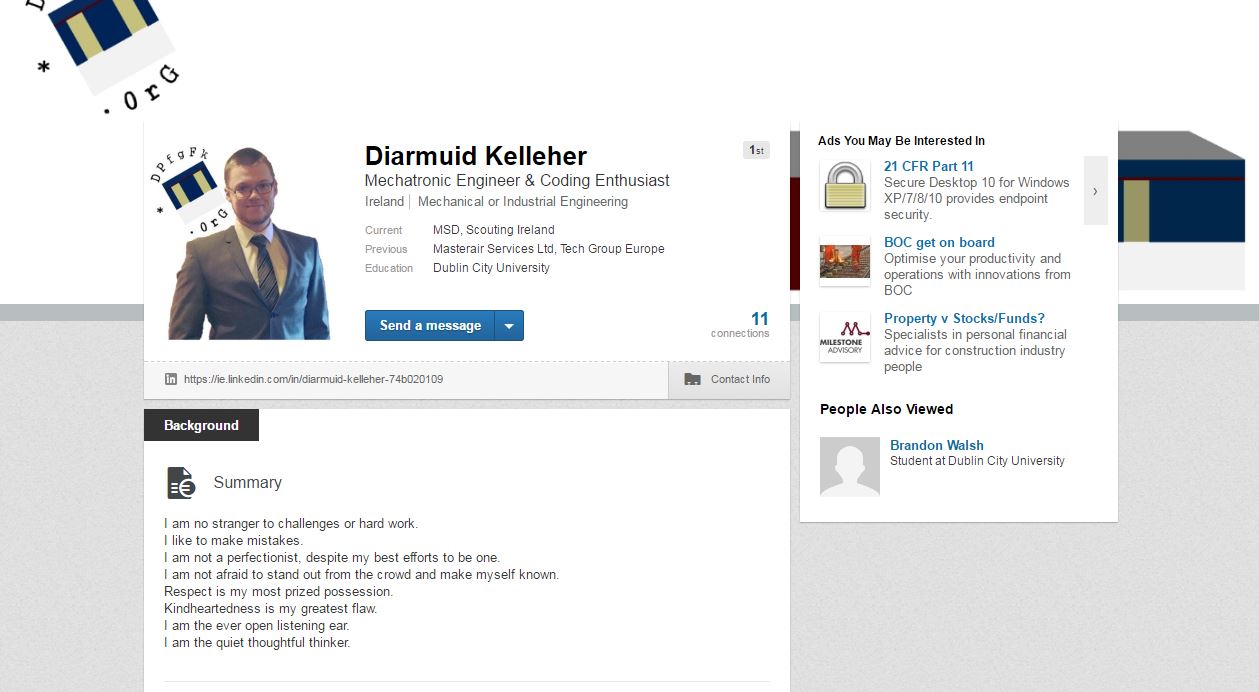 D
*
.0rG
DPfgFk
*
.0rG
Diarmuid Kelleher
1st
Mechatronic Engineer & Coding Enthusiast
Ireland | Mechanical or Industrial Engineering
Current MSD, Scouting Ireland
Previous Masterair Services Ltd, Tech Group Europe
Education Dublin City University
Send a message
11
connections
in https://ie.linkedin.com/in/diarmuid-kelleher-74b020109
Contact Info
Background
Summary
I am no stranger to challenges or hard work.
I like to make mistakes.
I am not a perfectionist, despite my best efforts to be one.
I am not afraid to stand out from the crowd and make myself known.
Respect is my most prized possession.
Kindheartedness is my greatest flaw.
I am the ever open listening ear.
I am the quiet thoughtful thinker.
Ads You May Be Interested In
21 CFR Part 11
Secure Desktop 10 for Windows
XP/7/8/10 provides endpoint
security.
BOC get on board
Optimise your productivity and
operations with innovations from
BOC
MILESTONE
ADVISORY
Property v Stocks/Funds?
Specialists in personal financial
advice for construction industry
people
People Also Viewed
Brandon Walsh
Student at Dublin City University